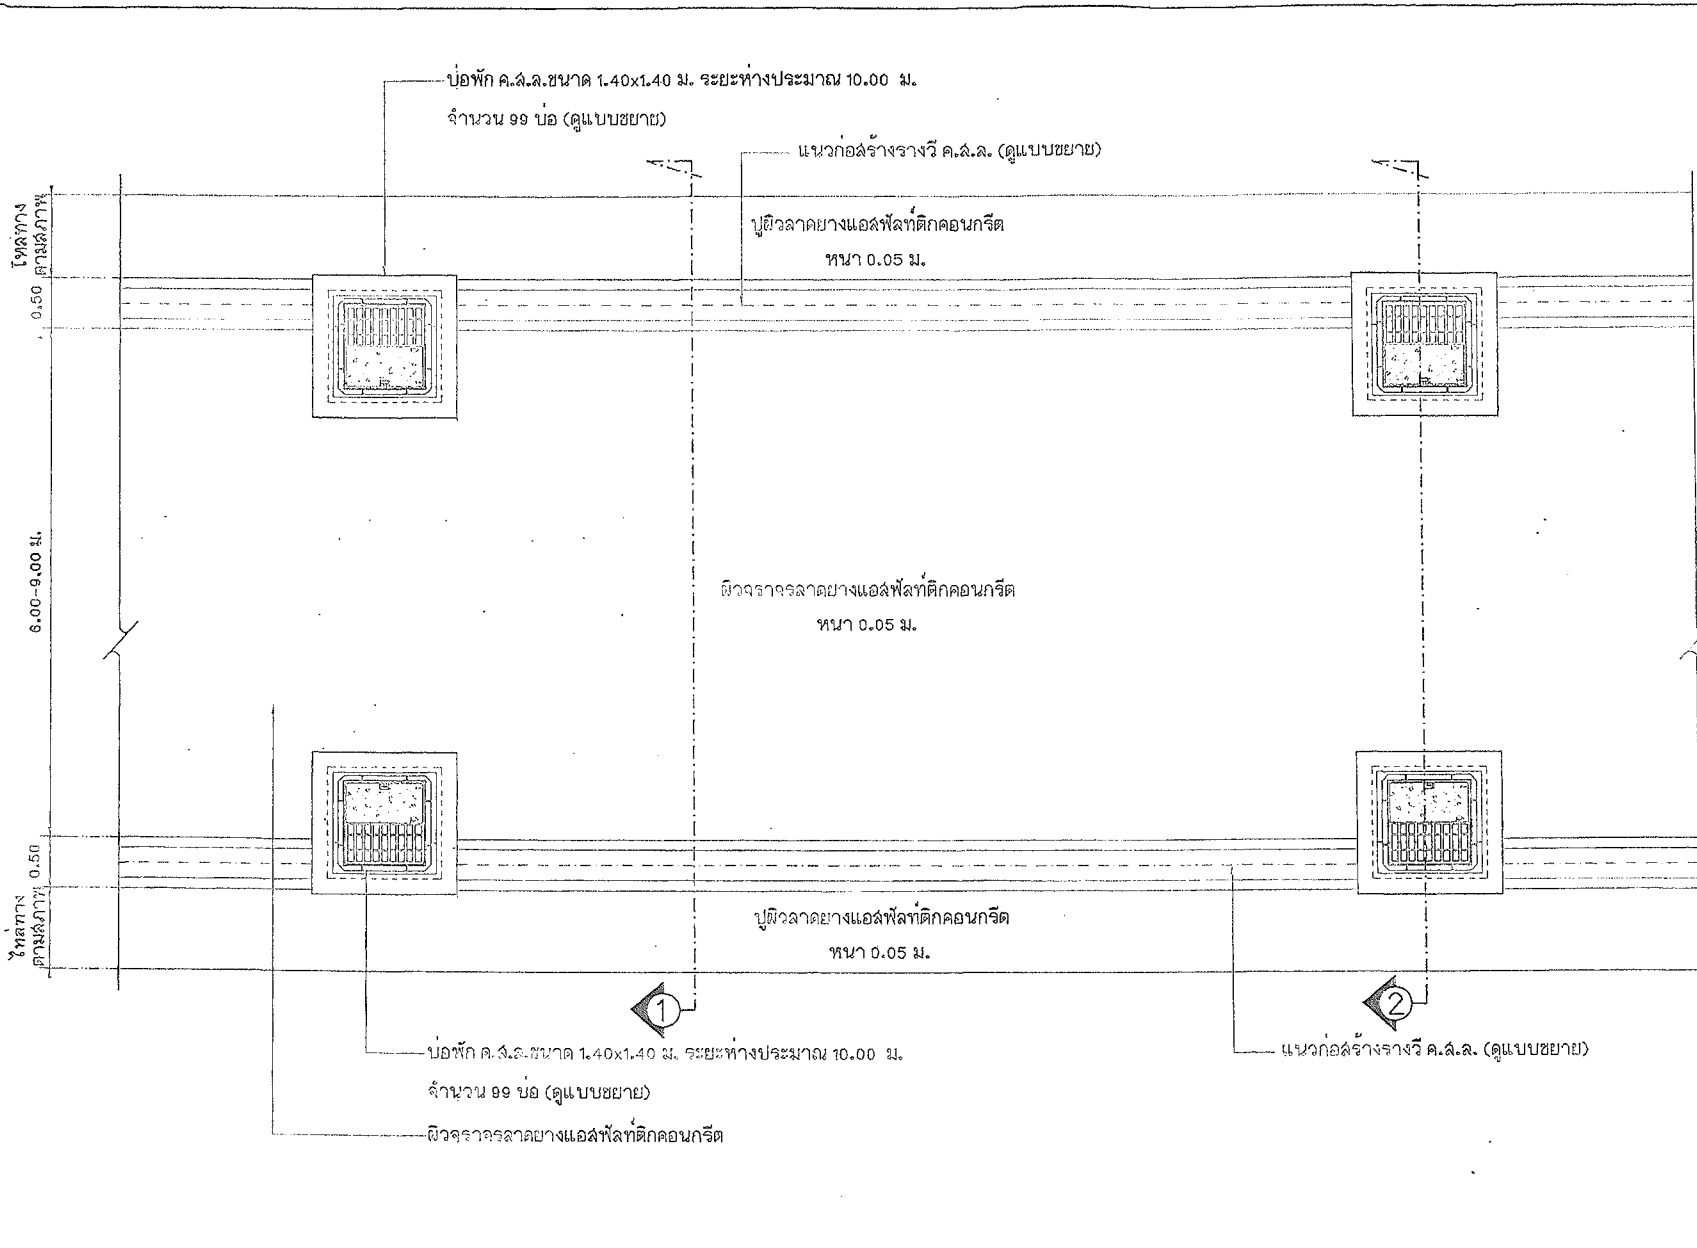 บ่อพัก ค.ส.ล.ขนาด 1.40x1.40 ม. ระยะห่างประมาณ 10.00 ม.
จำนวน 99 บ่อ (ดูแบบขยาย)
แนวก่อสร้างรางวี ค.ส.ล. (ดูแบบขยาย)
ไหล่ทาง
ตามสภาพ
ปูผิวลาดยางแอสฟัลท์ติกคอนกรีต
หนา 0.05 ม.
0.50
6.00-9.00 ม.
ผิวจราจรลาดยางแอสฟัลท์ติกคอนกรีต
หนา 0.05 ม.
0.50
ไหล่ทาง
ตามสภาพ
ปูผิวลาดยางแอสฟัลท์ติกคอนกรีต
หนา 0.05 ม.
1
2
บ่อพัก ค.ส.ล.ขนาด 1.40x1.40 ม. ระยะห่างประมาณ 10.00 ม.
แนวก่อสร้างรางวี ค.ส.ล. (ดูแบบขยาย)
จำนวน 99 บ่อ (ดูแบบขยาย)
ผิวจราจรลาดยางแอสฟัลท์ติกคอนกรีต